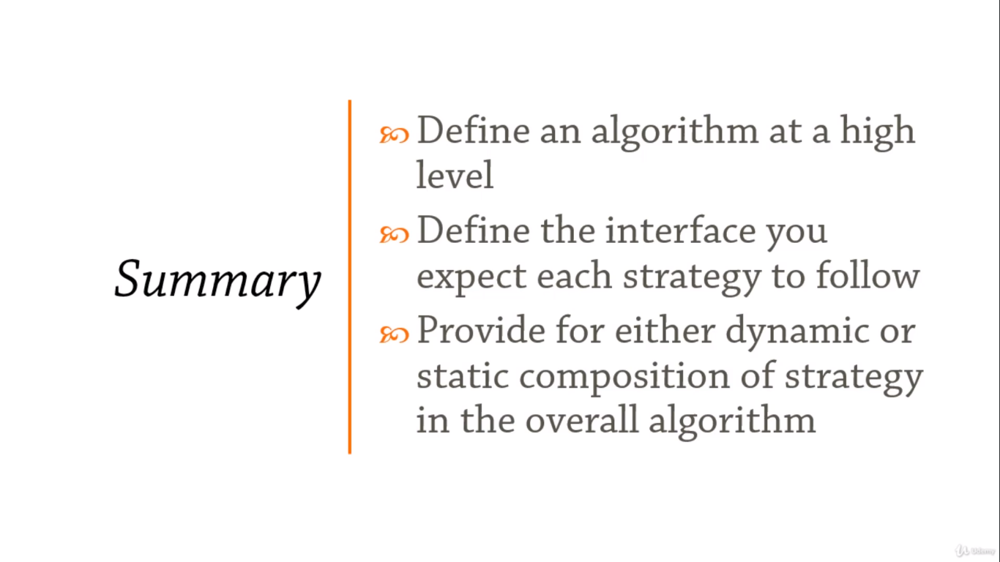 Summary
Define an algorithm at a high
level
Define the interface you
expect each strategy to follow
Provide for either dynamic or
static composition of strategy
in the overall algorithm
Udemy